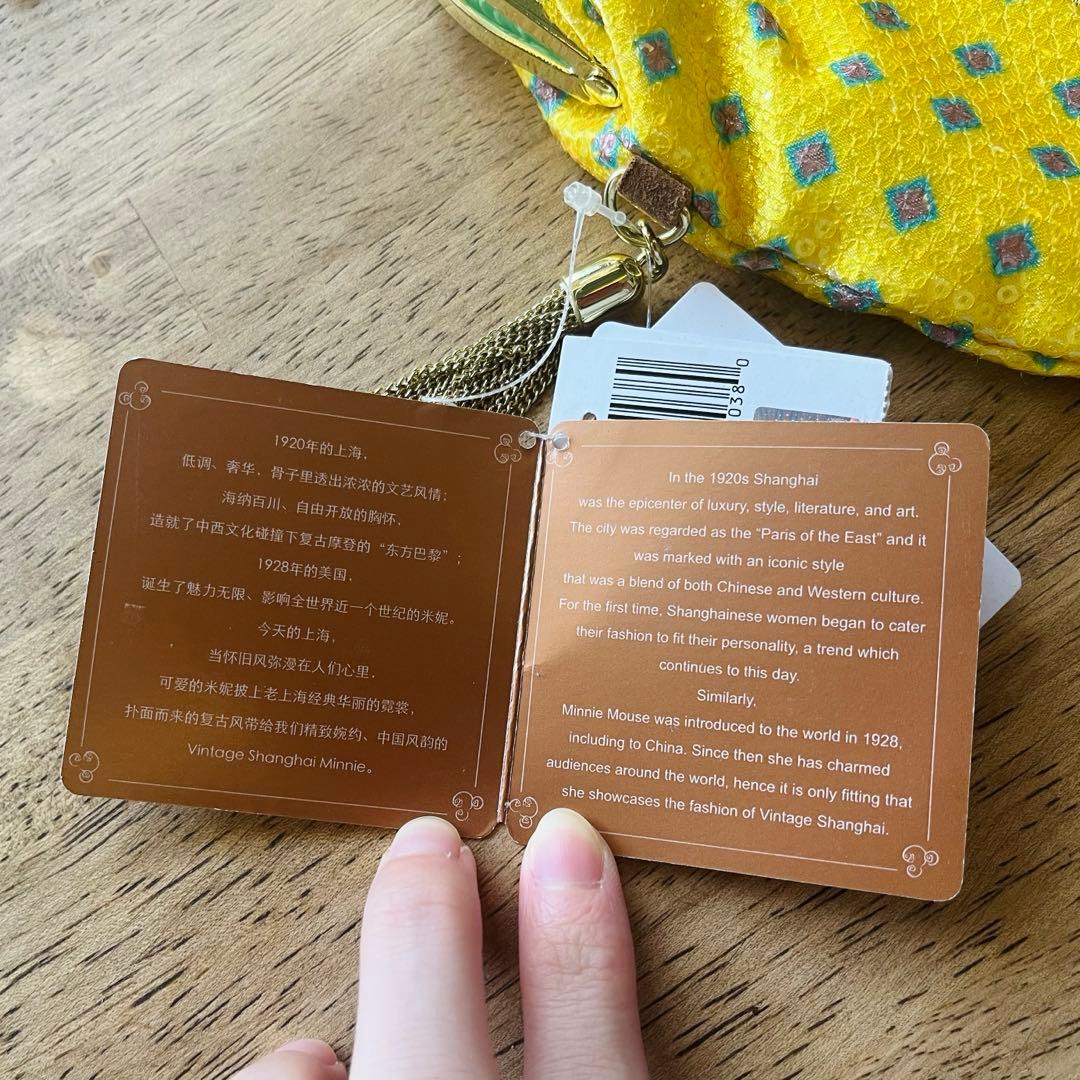 0380
1920年的上海，
低调、奢华，骨子里透出浓浓的文艺风情；
海纳百川、自由开放的胸怀，
造就了中西文化碰撞下复古摩登的“东方巴黎”；
1928年的美国，
诞生了魅力无限、影响全世界近一个世纪的米妮。
今天的上海，
当怀旧风弥漫在人们心里，
可爱的米妮披上老上海经典华丽的霓裳，
扑面而来的复古风带给我们精致婉约、中国风韵的
Vintage Shanghai Minnie。
In the 1920s Shanghai
was the epicenter of luxury, style, literature, and art.
The city was regarded as the “Paris of the East” and it
was marked with an iconic style
that was a blend of both Chinese and Western culture.
For the first time, Shanghainese women began to cater
their fashion to fit their personality, a trend which
continues to this day.
Similarly,
Minnie Mouse was introduced to the world in 1928,
including to China. Since then she has charmed
audiences around the world, hence it is only fitting that
she showcases the fashion of Vintage Shanghai.